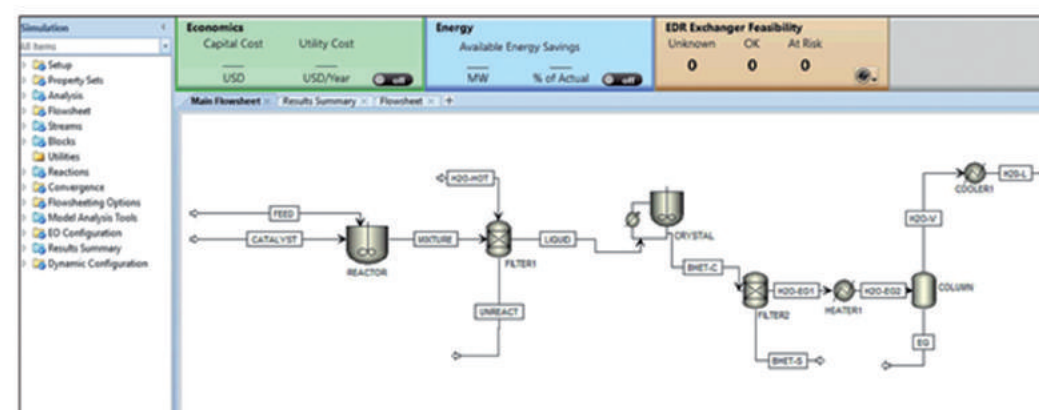 Simulation
All Items
Setup
Property Sets
Analysis
Flowsheet
Streams
Blocks
Utilities
Reactions
Convergence
Flowsheeting Options
Model Analysis Tools
EO Configuration
Results Summary
Dynamic Configuration
Economics
Capital Cost Utility Cost
USD USD/Year off
Energy
Available Energy Savings
MW % of Actual off
EDR Exchanger Feasibility
Unknown OK At Risk
0 0 0
Main Flowsheet Results Summary Flowsheet
FEED
CATALYST
REACTOR
MIXTURE
H2O-HOT
FILTER1
UNREACT
LIQUID
CRYSTAL
BHET-C
FILTER2
BHET-S
H2O-EG1
HEATER1
H2O-EG2
COLUMN
H2O-V
COOLER1
H2O-L
EG